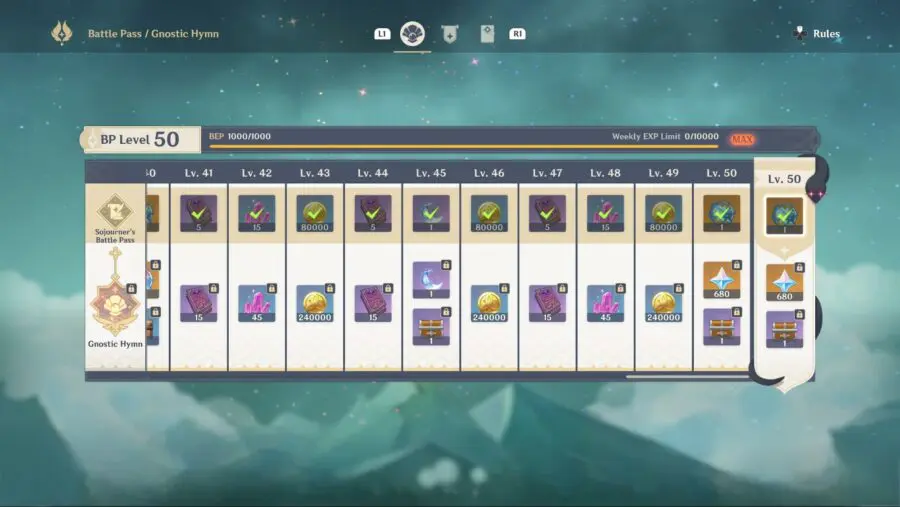 Battle Pass / Gnostic Hymn
L1
R1
Rules
BP Level 50
BEP 1000/1000
Weekly EXP Limit 0/10000
MAX
40
Lv. 41
Lv. 42
Lv. 43
Lv. 44
Lv. 45
Lv. 46
Lv. 47
Lv. 48
Lv. 49
Lv. 50
Lv. 50
Sojourner's
Battle Pass
5
15
80000
5
1
80000
5
15
80000
1
1
1
680
680
15
45
240000
15
240000
15
45
240000
1
1
1
Gnostic Hymn